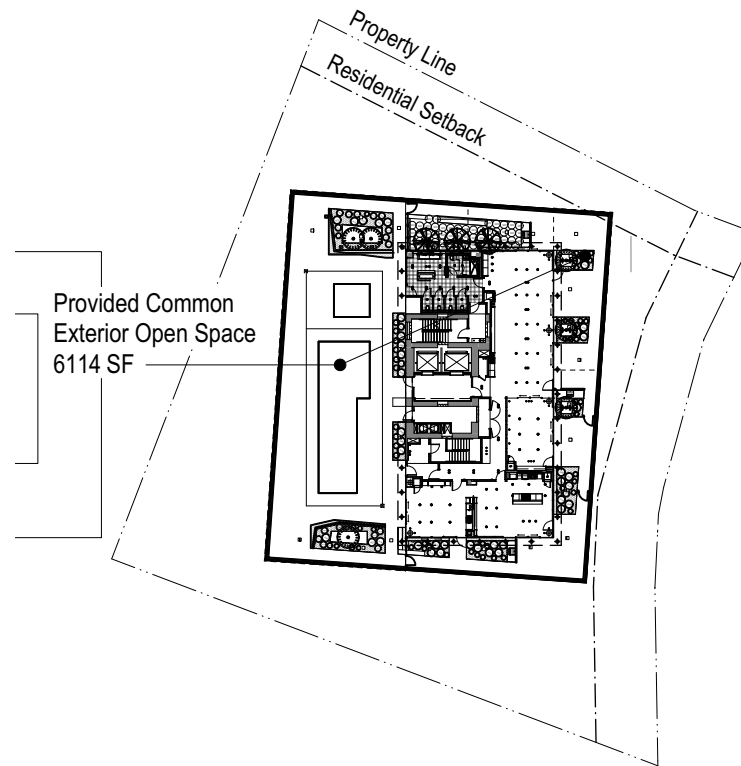 Property Line
Residential Setback
Provided Common
Exterior Open Space
6114 SF